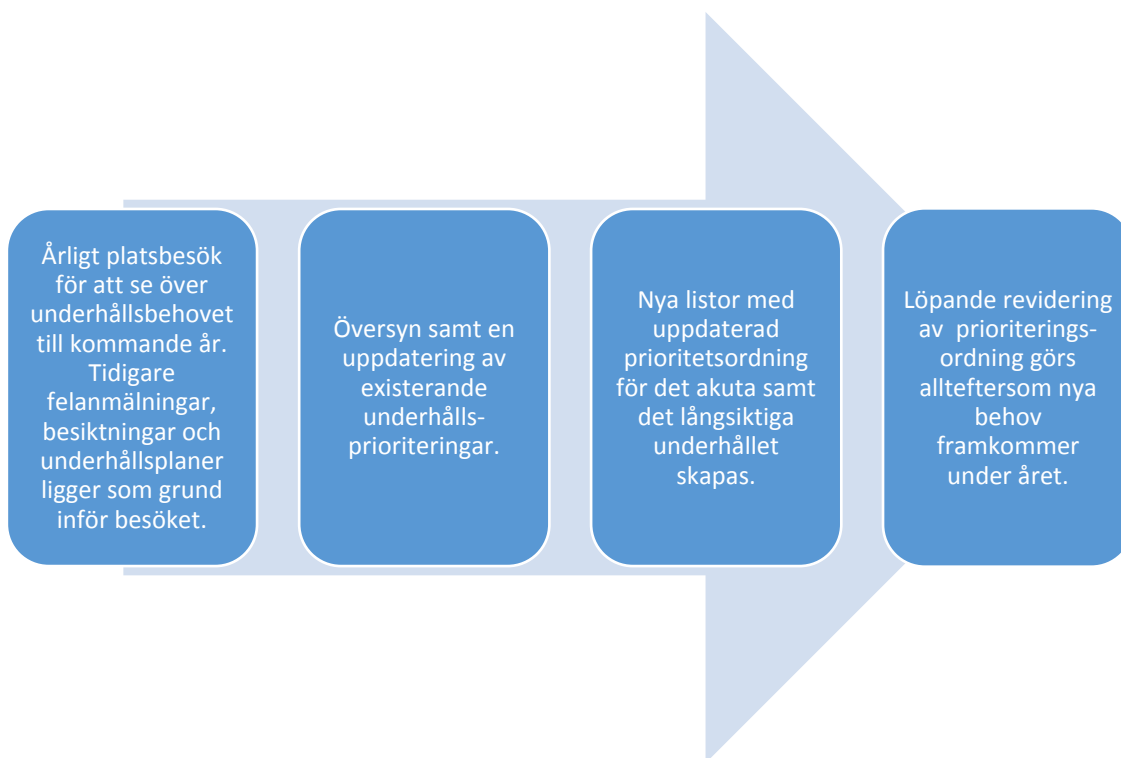 Årligt platsbesök
för att se över
underhållsbehovet
till kommande år.
Tidigare
felanmälningar,
besiktningar och
underhållsplaner
ligger som grund
inför besöket.
Översyn samt en
uppdatering av
existerande
underhålls-
prioriteringar.
Nya listor med
uppdaterad
prioritetsordning
för det akuta samt
det långsiktiga
underhållet
skapas.
Löpande revidering
av  prioriterings-
ordning görs
allteftersom nya
behov
framkommer
under året.